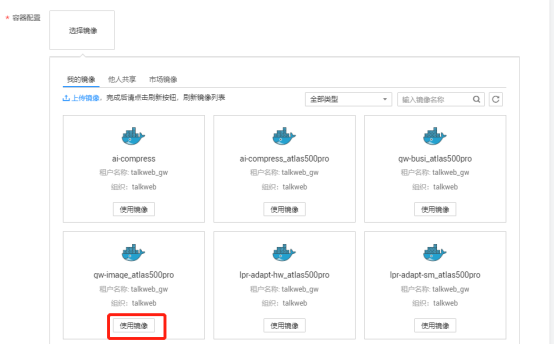 * 容器配置
选择镜像
我的镜像 他人共享 市场镜像
上传镜像，完成后请点击刷新按钮，刷新镜像列表 全部类型 输入镜像名称
ai-compress ai-compress_atlas500pro qw-busi_atlas500pro
租户名称: talkweb_gw 租户名称: talkweb_gw 租户名称: talkweb_gw
组织: talkweb 组织: talkweb 组织: talkweb
使用镜像 使用镜像 使用镜像
qw-imaqe_atlas500pro lpr-adapt-hw_atlas500pro lpr-adapt-sm_atlas500pro
租户名称: talkweb_gw 租户名称: talkweb_gw 租户名称: talkweb_gw
组织: talkweb 组织: talkweb 组织: talkweb
使用镜像 使用镜像 使用镜像